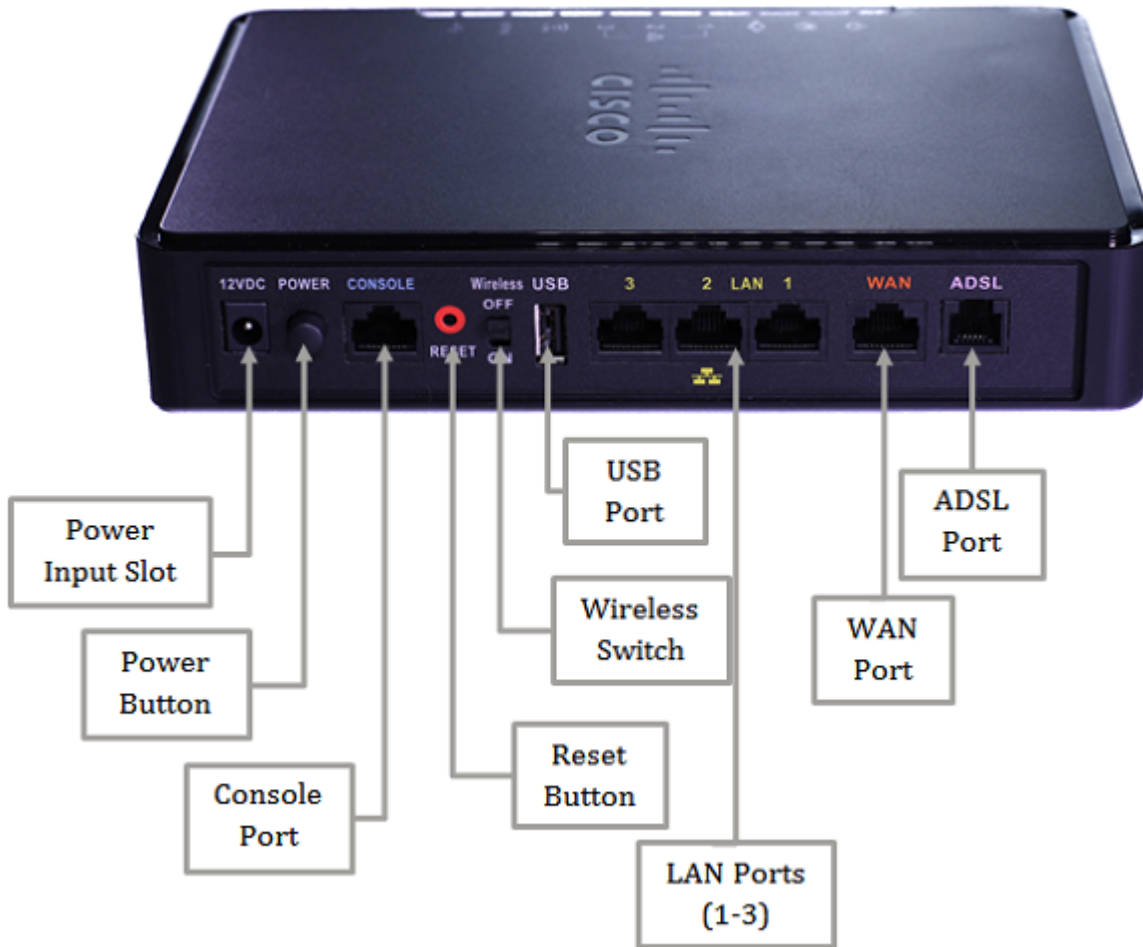 CISCO
12VDC POWER CONSOLE RESET Wireless OFF ON USB 3 2 LAN 1 WAN ADSL
USB
Port
ADSL
Port
Power
Input Slot
Wireless
Switch
WAN
Port
Power
Button
Reset
Button
Console
Port
LAN Ports
(1-3)